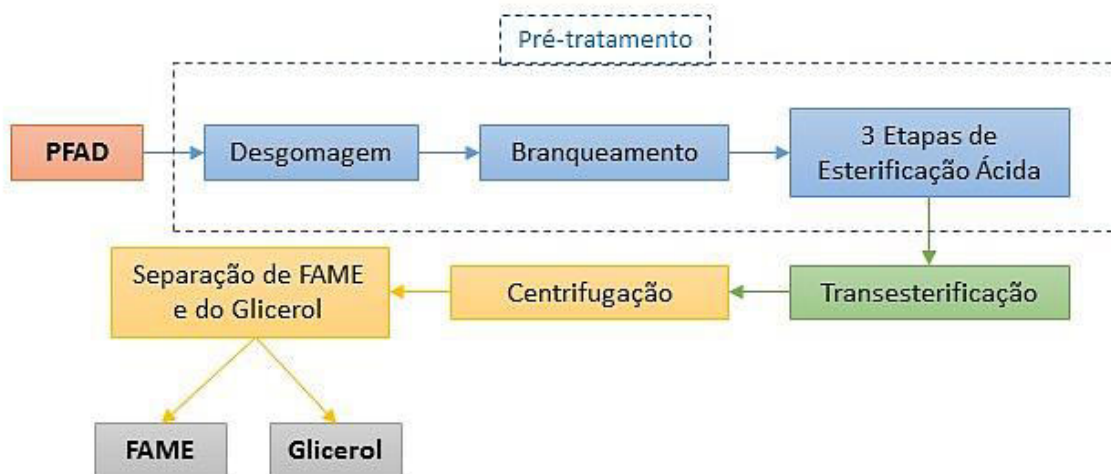 Pré-tratamento
PFAD
Desgomagem
Branqueamento
3 Etapas de
Esterificação Ácida
Transesterificação
Centrifugação
Separação de FAME
e do Glicerol
FAME
Glicerol